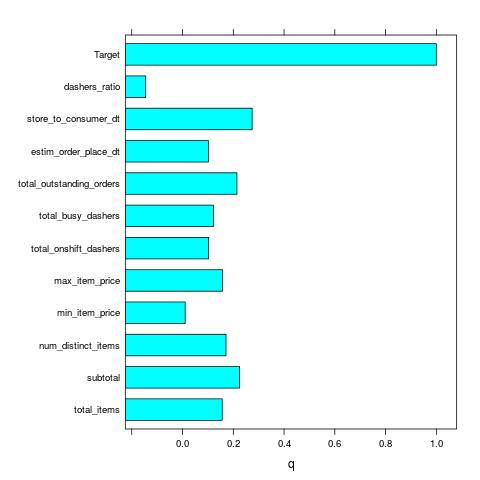 Target
dashers_ratio
store_to_consumer_dt
estim_order_place_dt
total_outstanding_orders
total_busy_dashers
total_onshift_dashers
max_item_price
min_item_price
num_distinct_items
subtotal
total_items
0.0 0.2 0.4 0.6 0.8 1.0
q